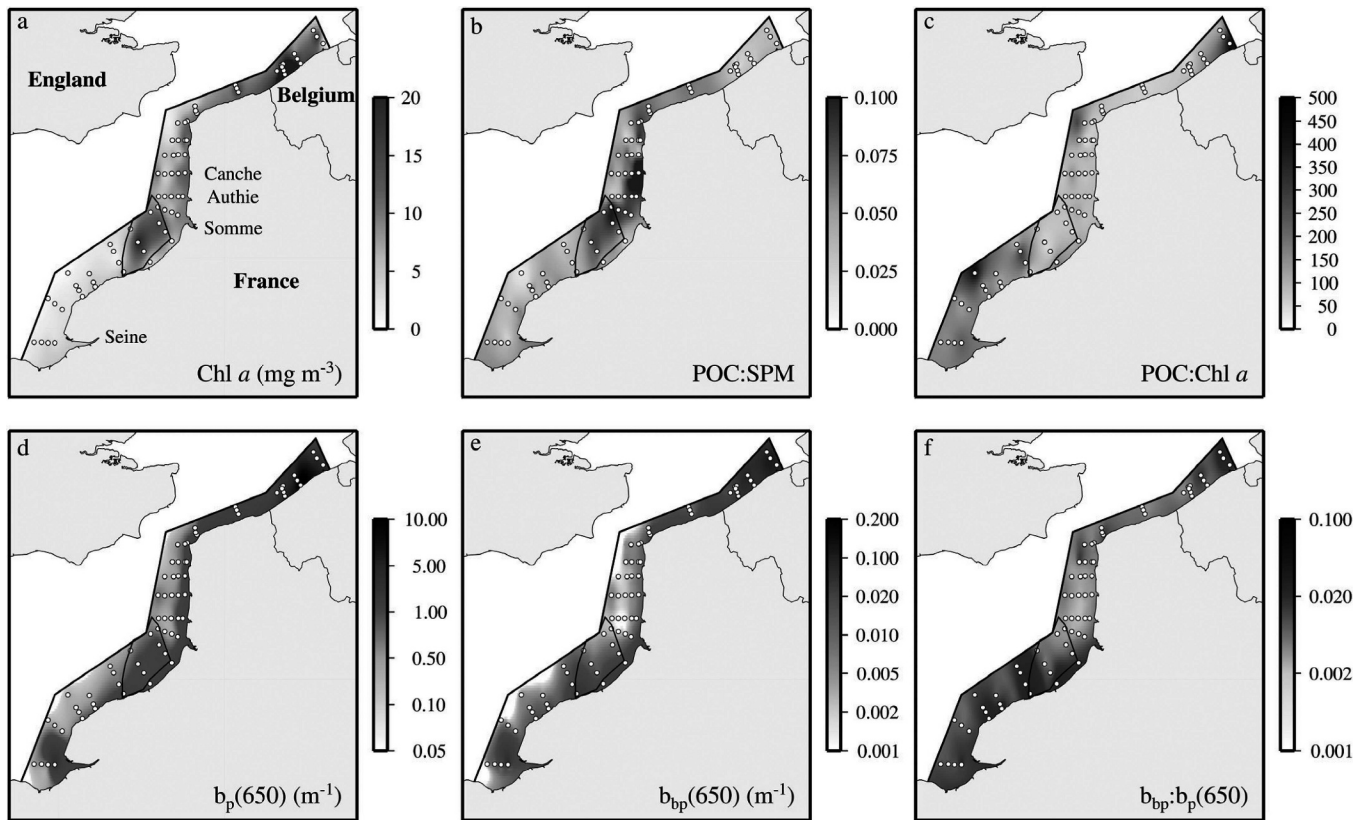 a
England
Belgium
Canche
Authie
Somme
France
Seine
Chl a (mg m⁻³)
20
15
10
5
0
b
POC:SPM
0.100
0.075
0.050
0.025
0.000
c
POC:Chl a
500
450
400
350
300
250
200
150
100
50
0
d
b_p(650) (m⁻¹)
10.00
5.00
1.00
0.50
0.10
0.05
e
b_bp(650) (m⁻¹)
0.200
0.100
0.020
0.010
0.005
0.002
0.001
f
b_bp:b_p(650)
0.100
0.020
0.002
0.001